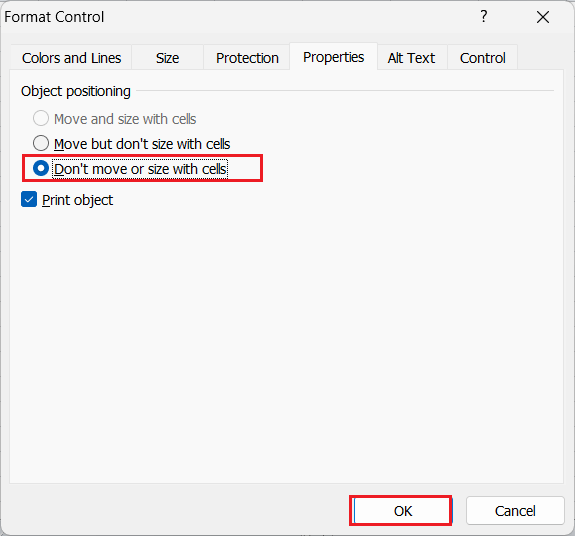 Format Control
?
Colors and Lines Size Protection Properties Alt Text Control
Object positioning
Move and size with cells
Move but don't size with cells
Don't move or size with cells
Print object
OK Cancel